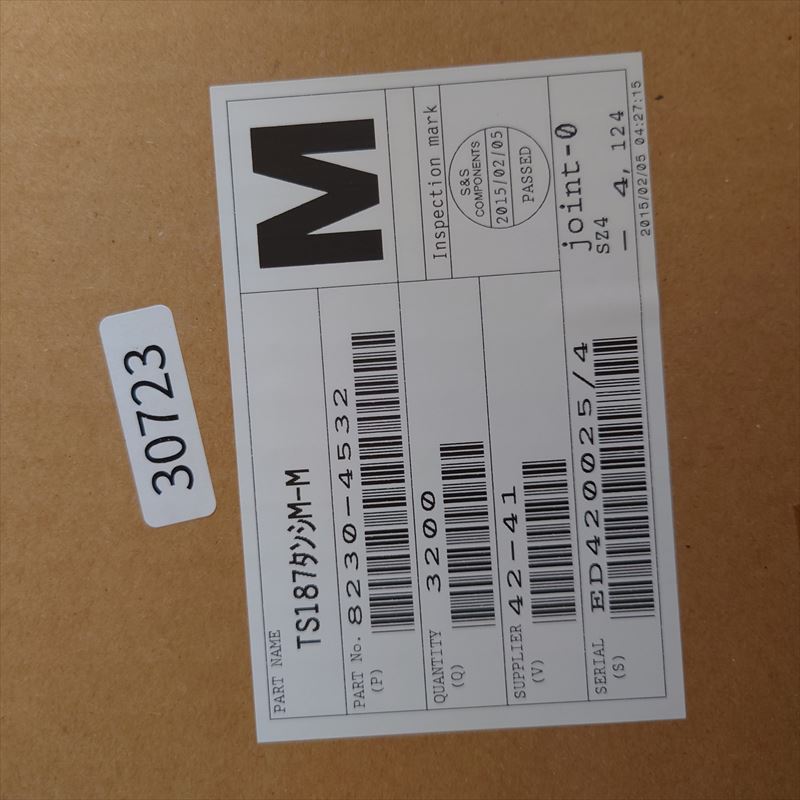 30723
PART NAME
TS187タンシM-M
M
PART No.
(P)
8230-4532
QUANTITY
(Q)
3200
Inspection mark
S&S
COMPONENTS
2015/02/05
PASSED
SUPPLIER
(V)
42-41
SERIAL
(S)
ED420025/4
joint-0
SZ4
— 4, 124
2015/02/05 04:27:15